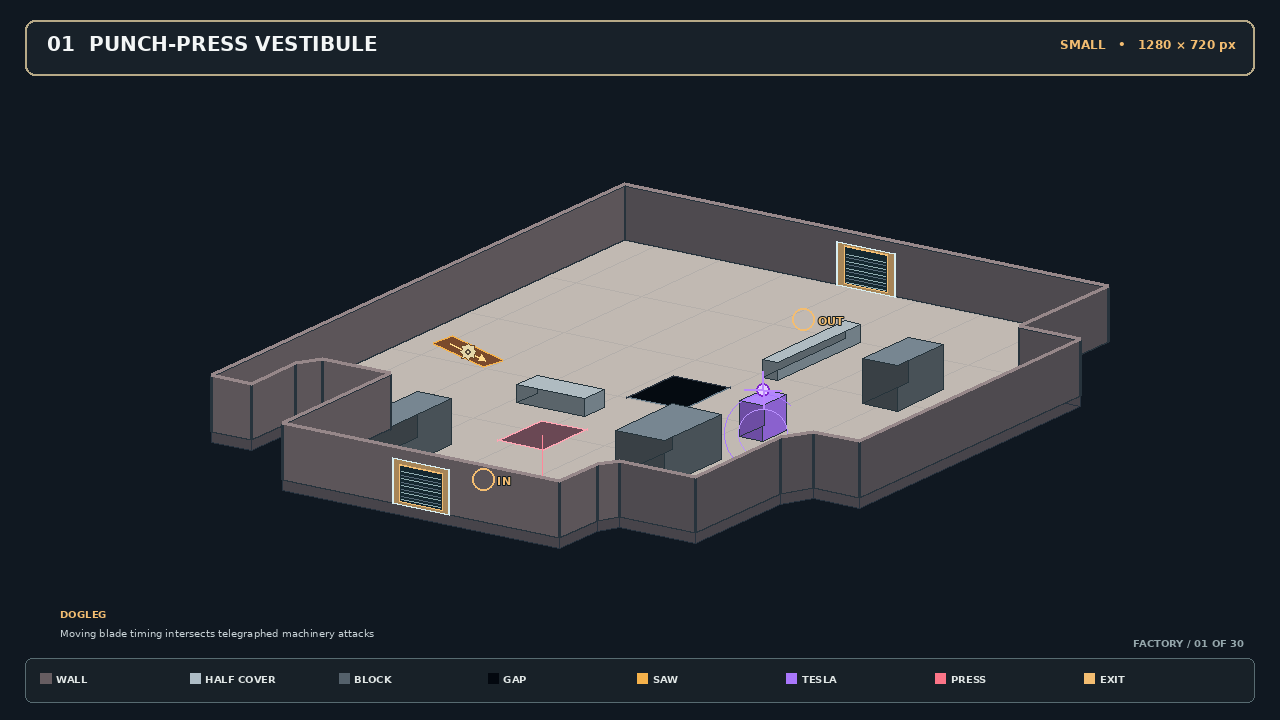 01 PUNCH-PRESS VESTIBULE
SMALL • 1280 × 720 px
OUT
IN
DOGLEG
Moving blade timing intersects telegraphed machinery attacks
FACTORY / 01 OF 30
WALL HALF COVER BLOCK GAP SAW TESLA PRESS EXIT